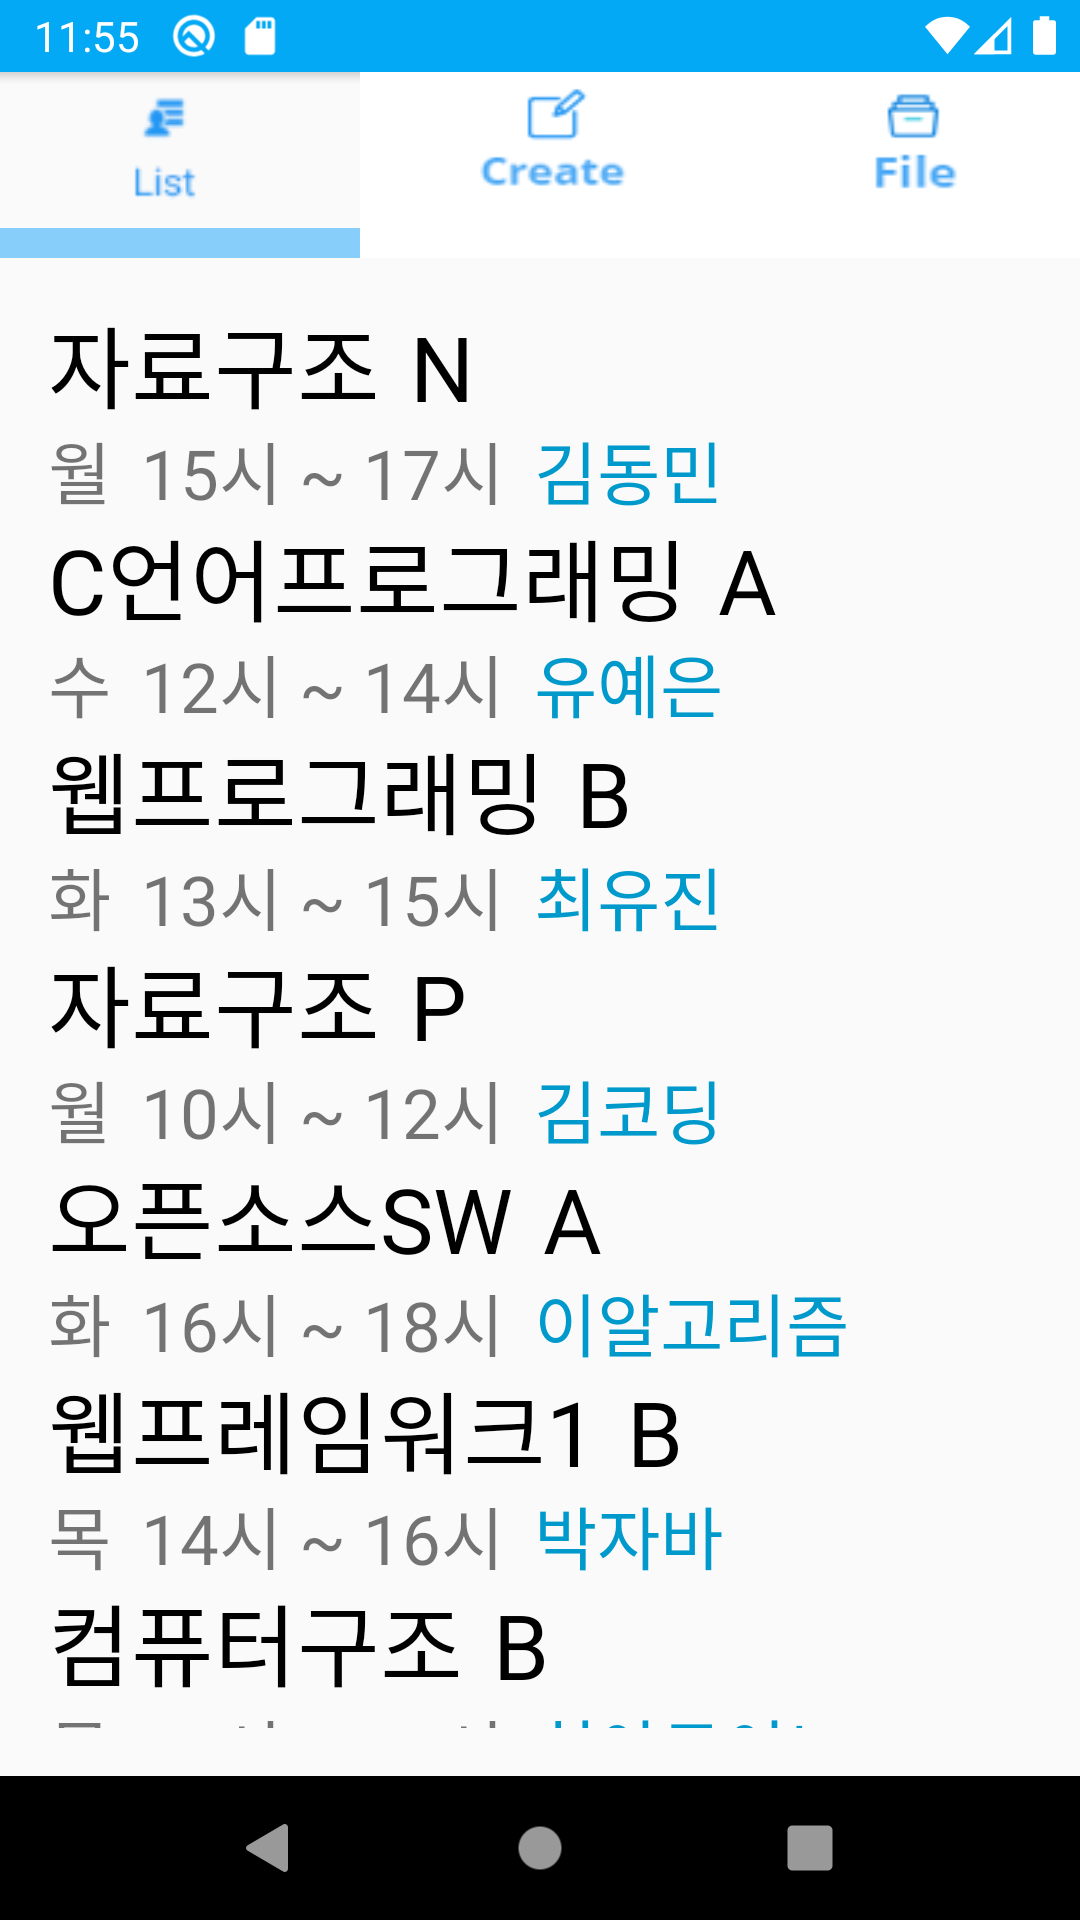 11:55
List Create File
자료구조 N
월 15시 ~ 17시 김동민
C언어프로그래밍 A
수 12시 ~ 14시 유예은
웹프로그래밍 B
화 13시 ~ 15시 최유진
자료구조 P
월 10시 ~ 12시 김코딩
오픈소스SW A
화 16시 ~ 18시 이알고리즘
웹프레임워크1 B
목 14시 ~ 16시 박자바
컴퓨터구조 B